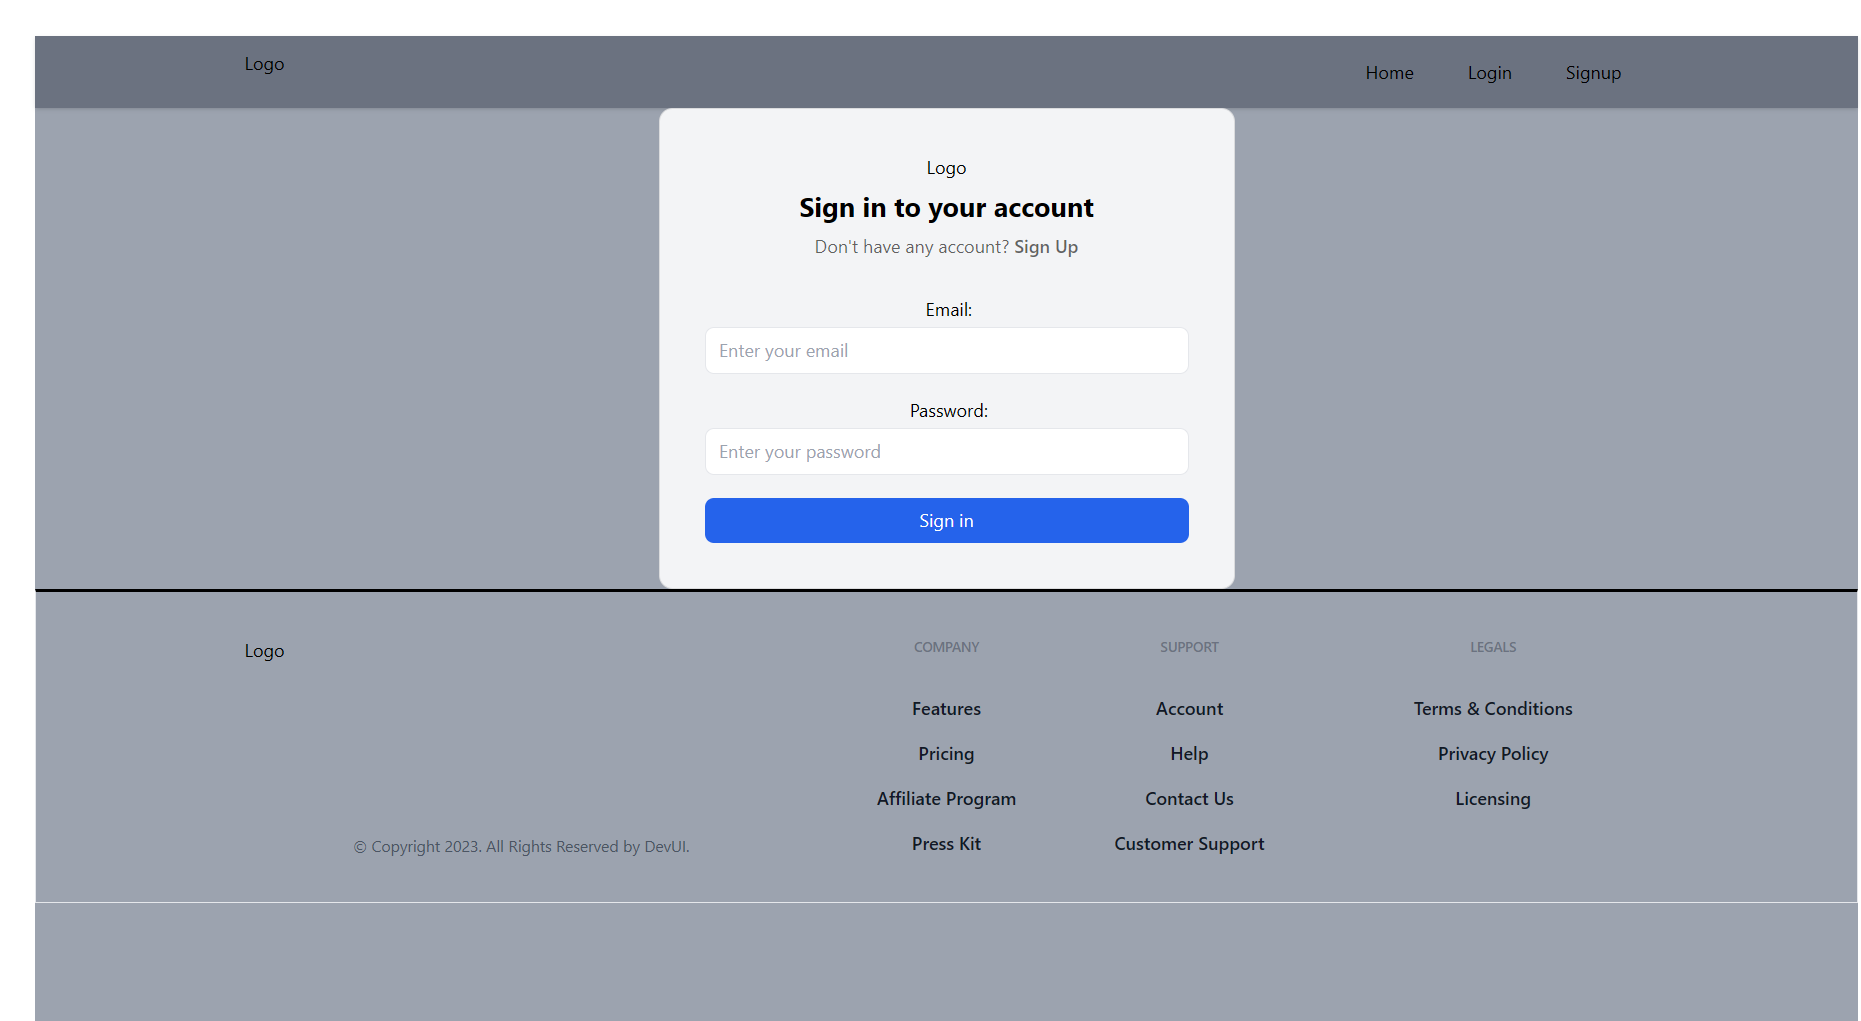 Logo
Home Login Signup
Logo
Sign in to your account
Don't have any account? Sign Up
Email:
Enter your email
Password:
Enter your password
Sign in
Logo
© Copyright 2023. All Rights Reserved by DevUI.
COMPANY
Features
Pricing
Affiliate Program
Press Kit
SUPPORT
Account
Help
Contact Us
Customer Support
LEGALS
Terms & Conditions
Privacy Policy
Licensing